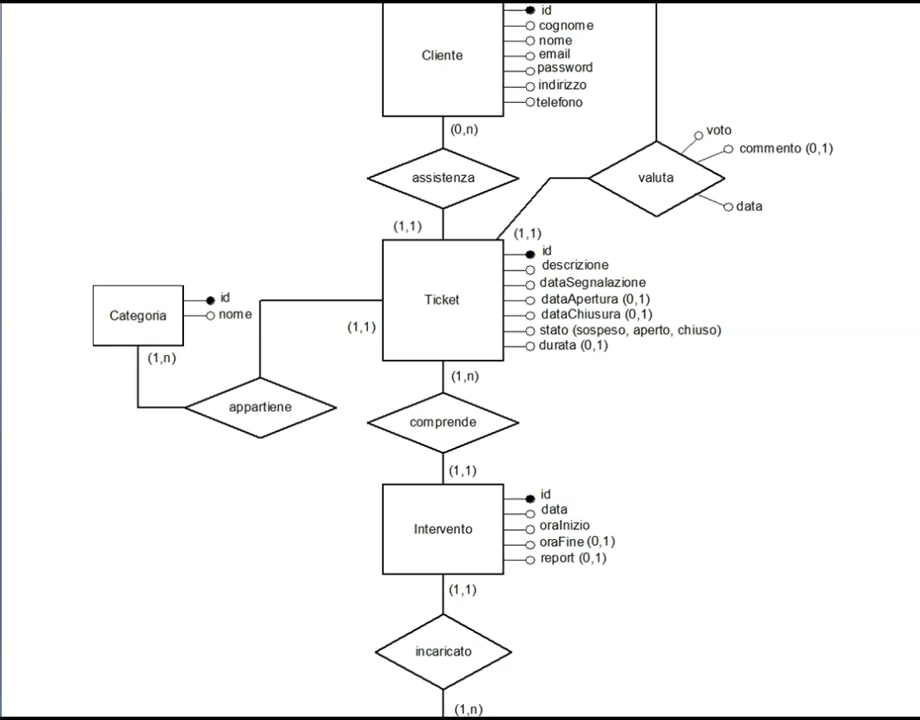 id
cognome
nome
email
password
indirizzo
telefono
Cliente
(0,n)
assistenza
(1,1)
voto
commento (0,1)
valuta
data
(1,1)
id
descrizione
dataSegnalazione
dataApertura (0,1)
dataChiusura (0,1)
stato (sospeso, aperto, chiuso)
durata (0,1)
Ticket
(1,1)
id
nome
Categoria
(1,n)
appartiene
(1,n)
comprende
(1,1)
id
data
oraInizio
oraFine (0,1)
report (0,1)
Intervento
(1,1)
incaricato
(1,n)